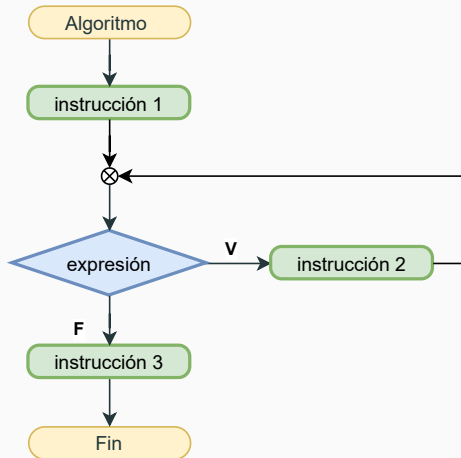 Algoritmo
instrucción 1
expresión
V
instrucción 2
F
instrucción 3
Fin